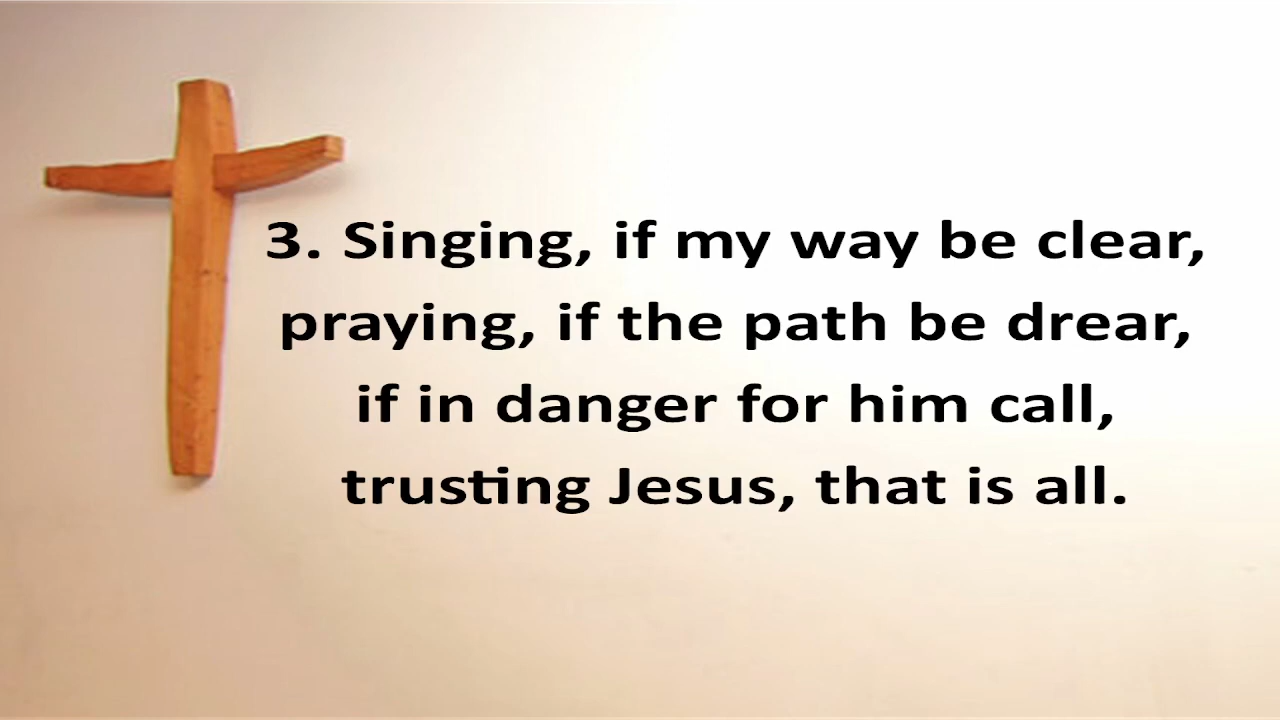 3. Singing, if my way be clear,
praying, if the path be drear,
if in danger for him call,
trusting Jesus, that is all.